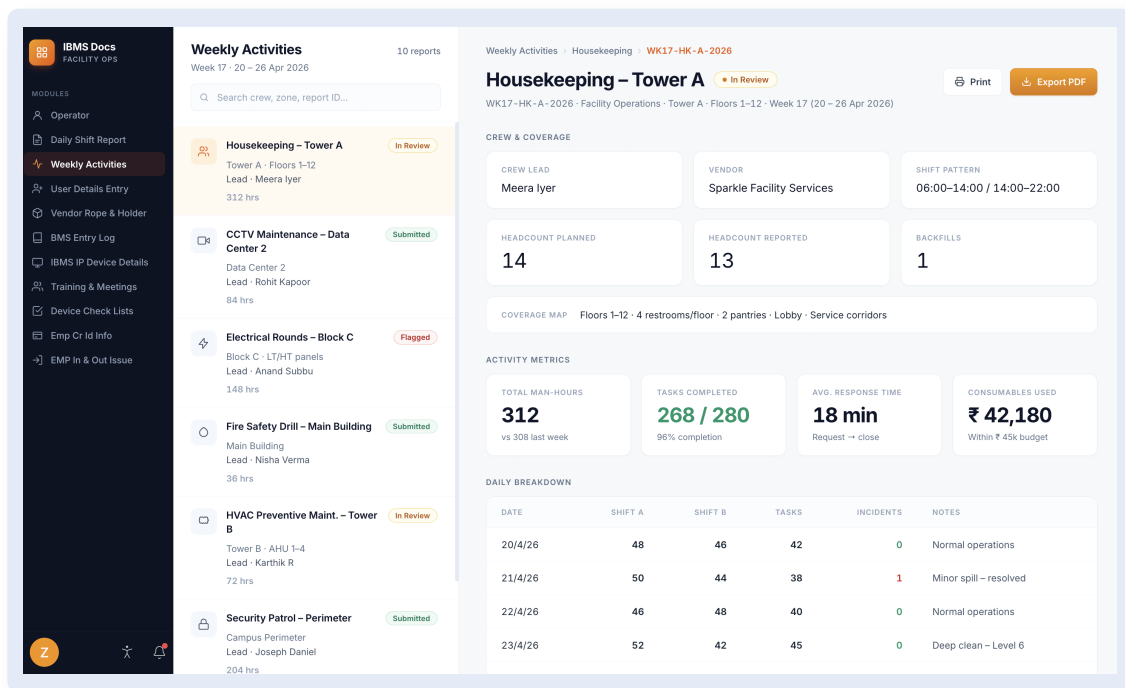 IBMS Docs
FACILITY OPS
MODULES
Operator
Daily Shift Report
Weekly Activities
User Details Entry
Vendor Rope & Holder
BMS Entry Log
IBMS IP Device Details
Training & Meetings
Device Check Lists
Emp Cr Id Info
EMP In & Out Issue
Z
Weekly Activities
10 reports
Week 17 · 20 – 26 Apr 2026
Search crew, zone, report ID...
Housekeeping – Tower A
In Review
Tower A · Floors 1–12
Lead · Meera Iyer
312 hrs
CCTV Maintenance – Data
Center 2
Submitted
Data Center 2
Lead · Rohit Kapoor
84 hrs
Electrical Rounds – Block C
Flagged
Block C · LT/HT panels
Lead · Anand Subbu
148 hrs
Fire Safety Drill – Main Building
Submitted
Main Building
Lead · Nisha Verma
36 hrs
HVAC Preventive Maint. – Tower
B
In Review
Tower B · AHU 1–4
Lead · Karthik R
72 hrs
Security Patrol – Perimeter
Submitted
Campus Perimeter
Lead · Joseph Daniel
204 hrs
Weekly Activities › Housekeeping › WK17-HK-A-2026
Housekeeping – Tower A
In Review
Print
Export PDF
WK17-HK-A-2026 · Facility Operations · Tower A · Floors 1–12 · Week 17 (20 – 26 Apr 2026)
CREW & COVERAGE
CREW LEAD
Meera Iyer
VENDOR
Sparkle Facility Services
SHIFT PATTERN
06:00–14:00 / 14:00–22:00
HEADCOUNT PLANNED
14
HEADCOUNT REPORTED
13
BACKFILLS
1
COVERAGE MAP Floors 1–12 · 4 restrooms/floor · 2 pantries · Lobby · Service corridors
ACTIVITY METRICS
TOTAL MAN-HOURS
312
vs 308 last week
TASKS COMPLETED
268 / 280
96% completion
AVG. RESPONSE TIME
18 min
Request → close
CONSUMABLES USED
₹ 42,180
Within ₹ 45k budget
DAILY BREAKDOWN
DATE SHIFT A SHIFT B TASKS INCIDENTS NOTES
20/4/26 48 46 42 0 Normal operations
21/4/26 50 44 38 1 Minor spill – resolved
22/4/26 46 48 40 0 Normal operations
23/4/26 52 42 45 0 Deep clean – Level 6